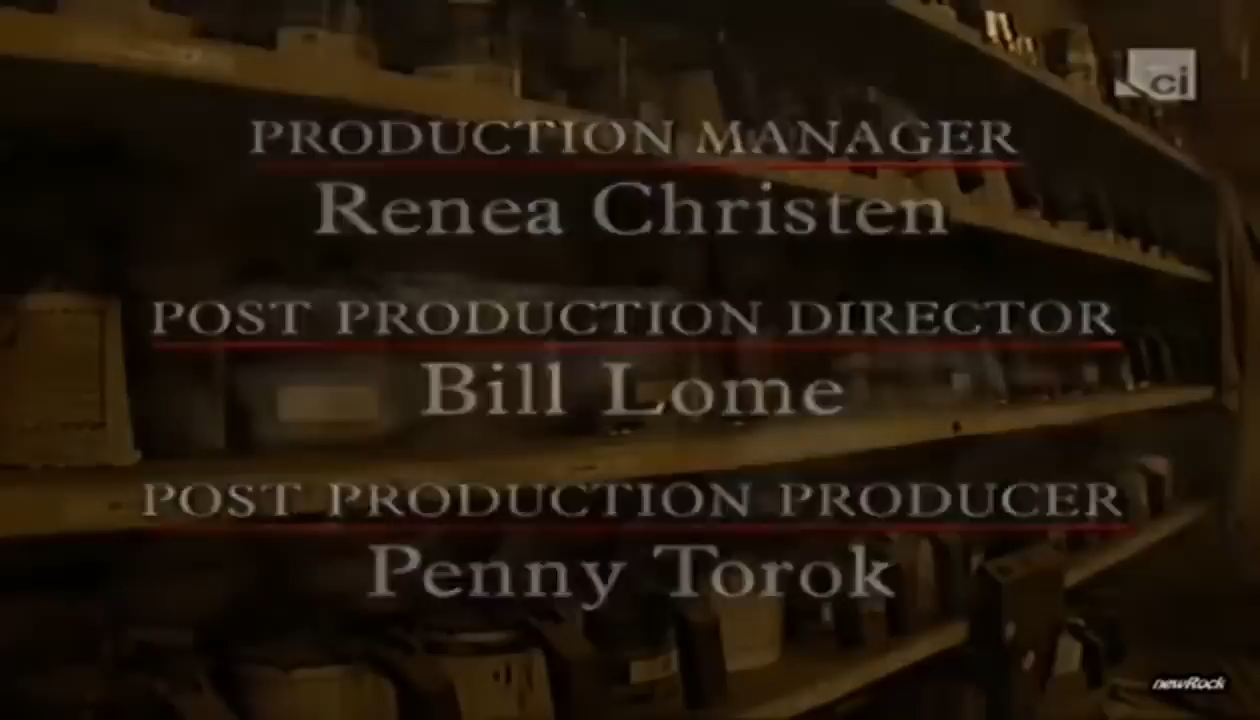 ci
PRODUCTION MANAGER
Renea Christen
POST PRODUCTION DIRECTOR
Bill Lome
POST PRODUCTION PRODUCER
Penny Torok
newRock